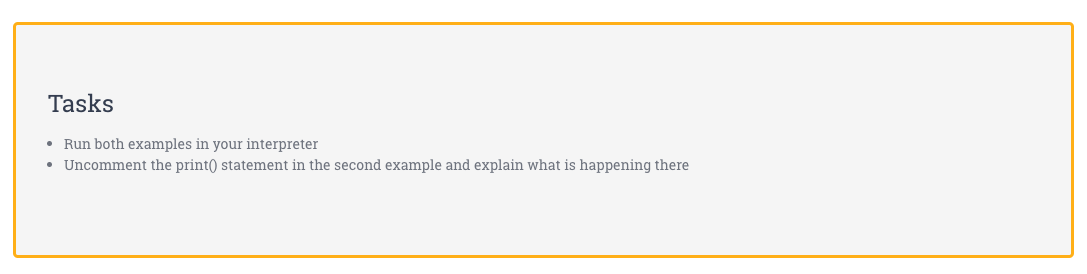 Tasks
• Run both examples in your interpreter
• Uncomment the print() statement in the second example and explain what is happening there